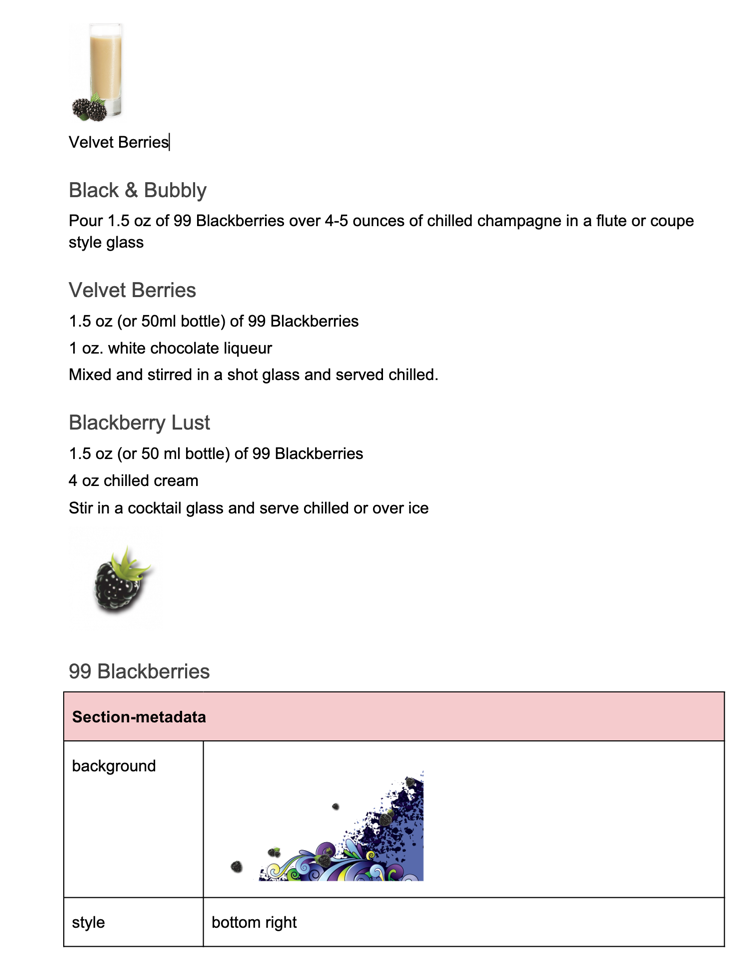 Velvet Berries
Black & Bubbly
Pour 1.5 oz of 99 Blackberries over 4-5 ounces of chilled champagne in a flute or coupe
style glass
Velvet Berries
1.5 oz (or 50ml bottle) of 99 Blackberries
1 oz. white chocolate liqueur
Mixed and stirred in a shot glass and served chilled.
Blackberry Lust
1.5 oz (or 50 ml bottle) of 99 Blackberries
4 oz chilled cream
Stir in a cocktail glass and serve chilled or over ice
99 Blackberries
Section-metadata
background
style
bottom right